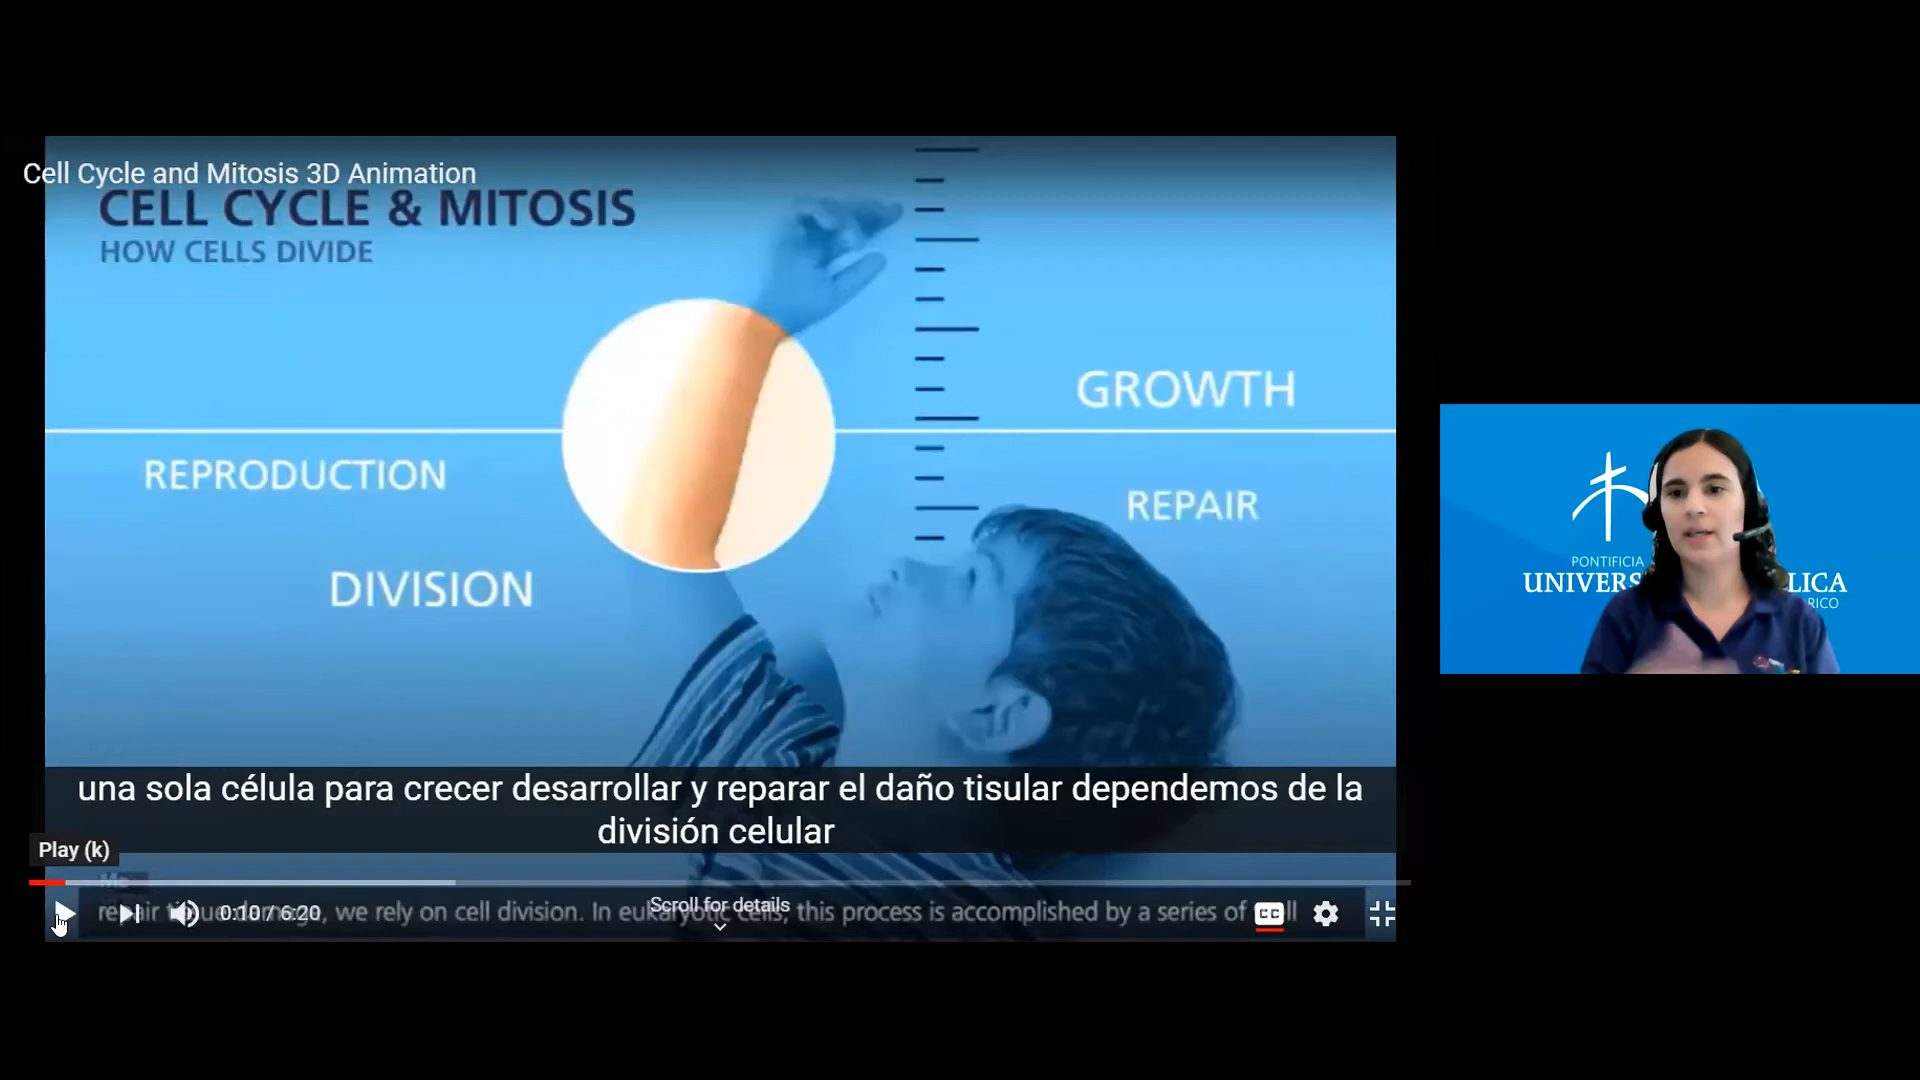 Cell Cycle and Mitosis 3D Animation
CELL CYCLE & MITOSIS
HOW CELLS DIVIDE
GROWTH
REPRODUCTION
REPAIR
DIVISION
una sola célula para crecer desarrollar y reparar el daño tisular dependemos de la
división celular
Play (k)
Scroll for details
0:10 / 6:20
we rely on cell division. In eukaryotic cells, this process is accomplished by a series of
CC
PONTIFICIA
UNIVERS LICA
RICO